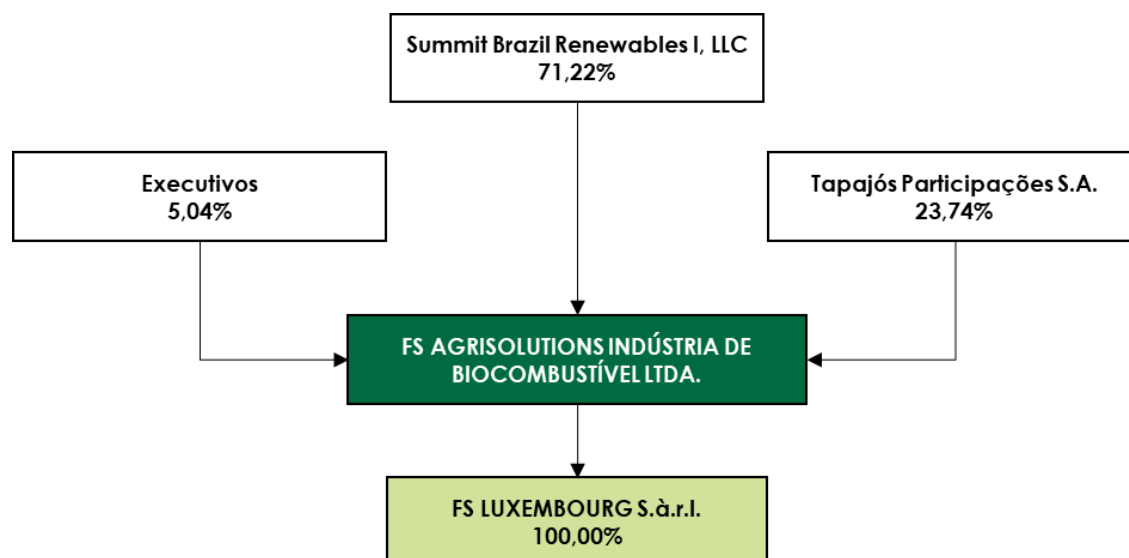 Summit Brazil Renewables I, LLC
71,22%
Executivos
5,04%
Tapajós Participações S.A.
23,74%
FS AGRISOLUTIONS INDÚSTRIA DE
BIOCOMBUSTÍVEL LTDA.
FS LUXEMBOURG S.à.r.l.
100,00%